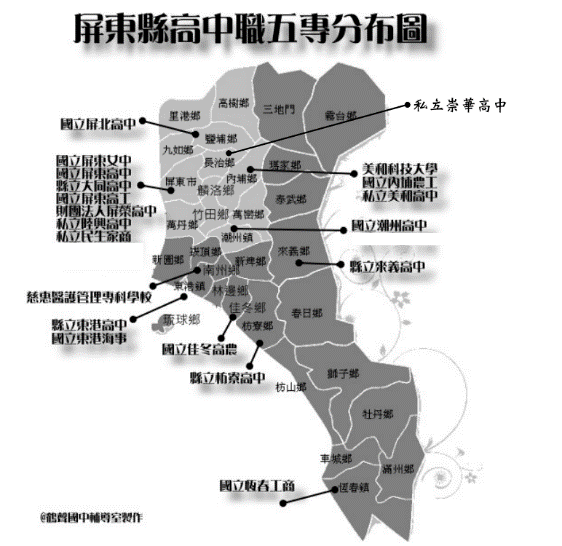 屏東縣高中職五專分布圖
高樹鄉
三地門
霧台鄉
里港鄉
私立崇華高中
國立屏北高中
鹽埔鄉
九如鄉
長治鄉
瑪家鄉
美和科技大學
國立內埔農工
私立美和高中
國立屏東女中
國立屏東高中
縣立大同高中
國立屏東高工
財團法人屏榮高中
私立陸興高中
私立民生家商
屏東市
內埔鄉
麟洛鄉
泰武鄉
竹田鄉
萬巒鄉
萬丹鄉
潮州鎮
國立潮州高中
新園鄉
崁頂鄉
新埤鄉
來義鄉
南州鄉
縣立來義高中
慈惠醫護管理專科學校
東港鎮
林邊鄉
縣立東港高中
國立東港海事
琉球鄉
佳冬鄉
春日鄉
枋寮鄉
國立佳冬高農
縣立枋寮高中
枋山鄉
獅子鄉
牡丹鄉
車城鄉
滿州鄉
國立恆春工商
恆春鎮
@鶴聲國中輔導室製作